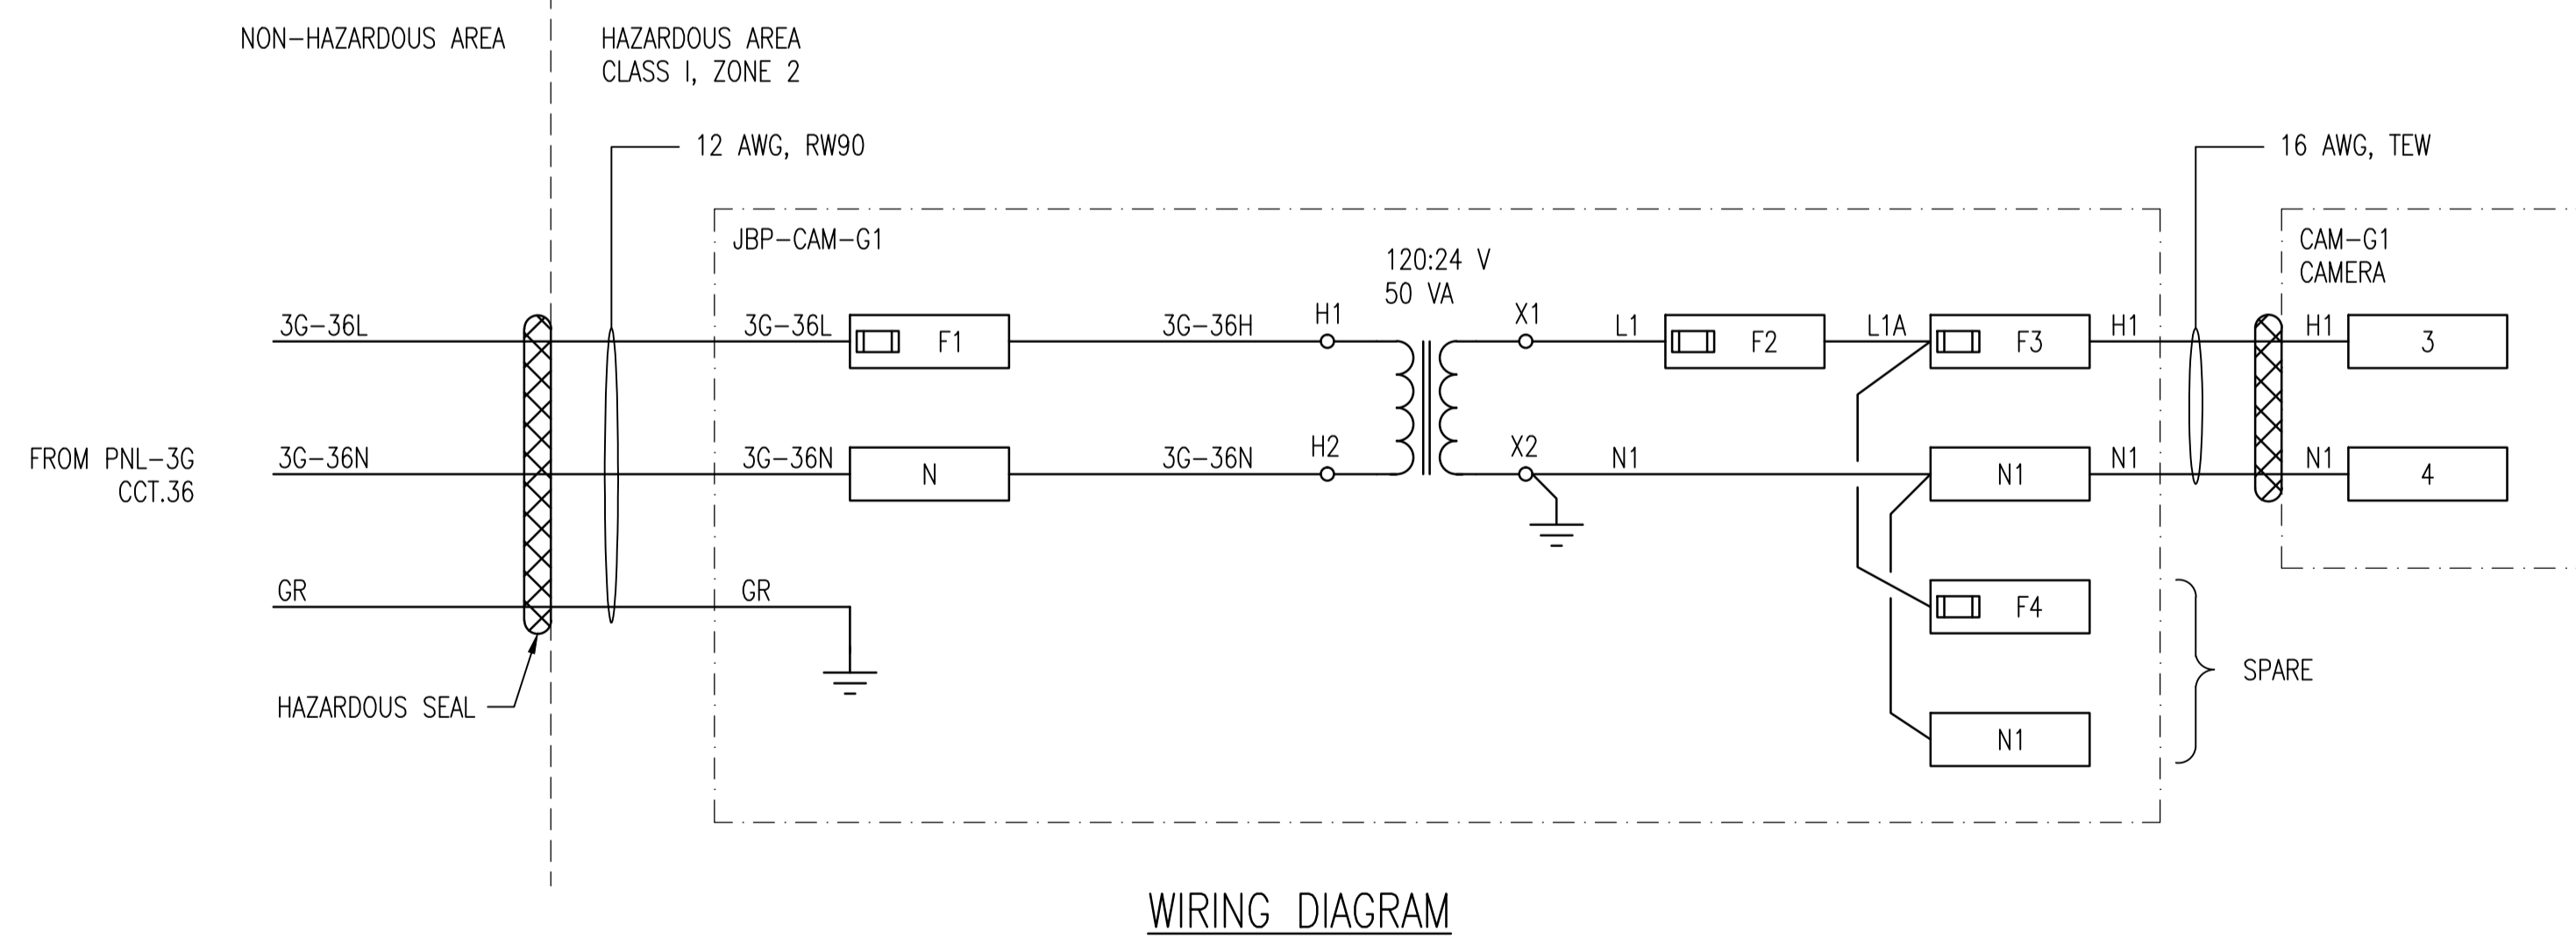 NON-HAZARDOUS AREA
HAZARDOUS AREA
CLASS I, ZONE 2
12 AWG, RW90
16 AWG, TEW
JBP-CAM-G1
120:24 V
50 VA
CAM-G1
CAMERA
3G-36L
3G-36L
F1
3G-36H
H1
X1
L1
F2
L1A
F3
H1
H1
3
FROM PNL-3G
CCT.36
3G-36N
3G-36N
N
3G-36N
H2
X2
N1
N1
N1
N1
4
GR
GR
F4
HAZARDOUS SEAL
SPARE
N1
WIRING DIAGRAM